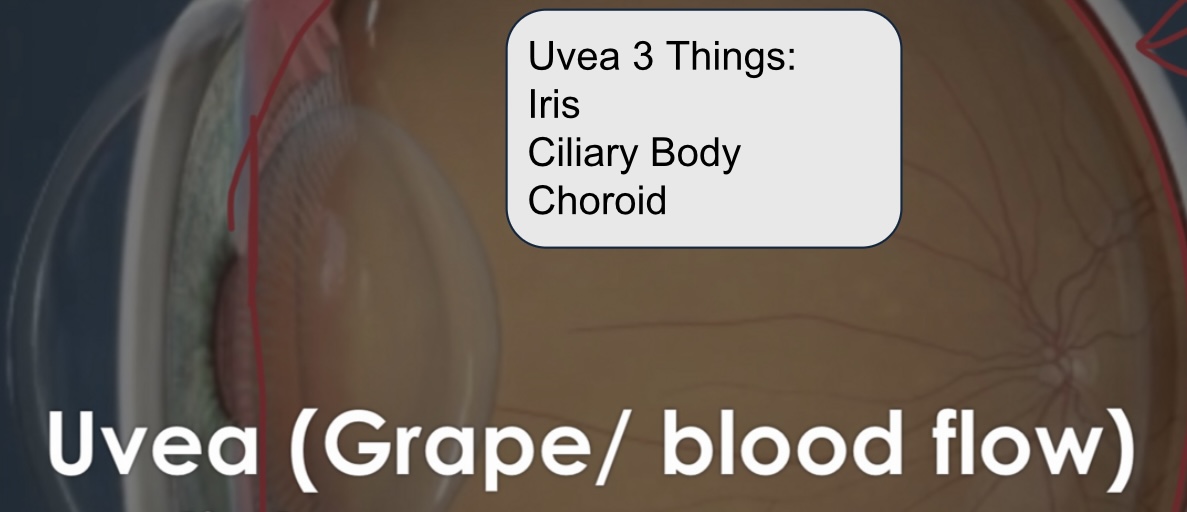 Uvea 3 Things:
Iris
Ciliary Body
Choroid
Uvea (Grape/ blood flow)